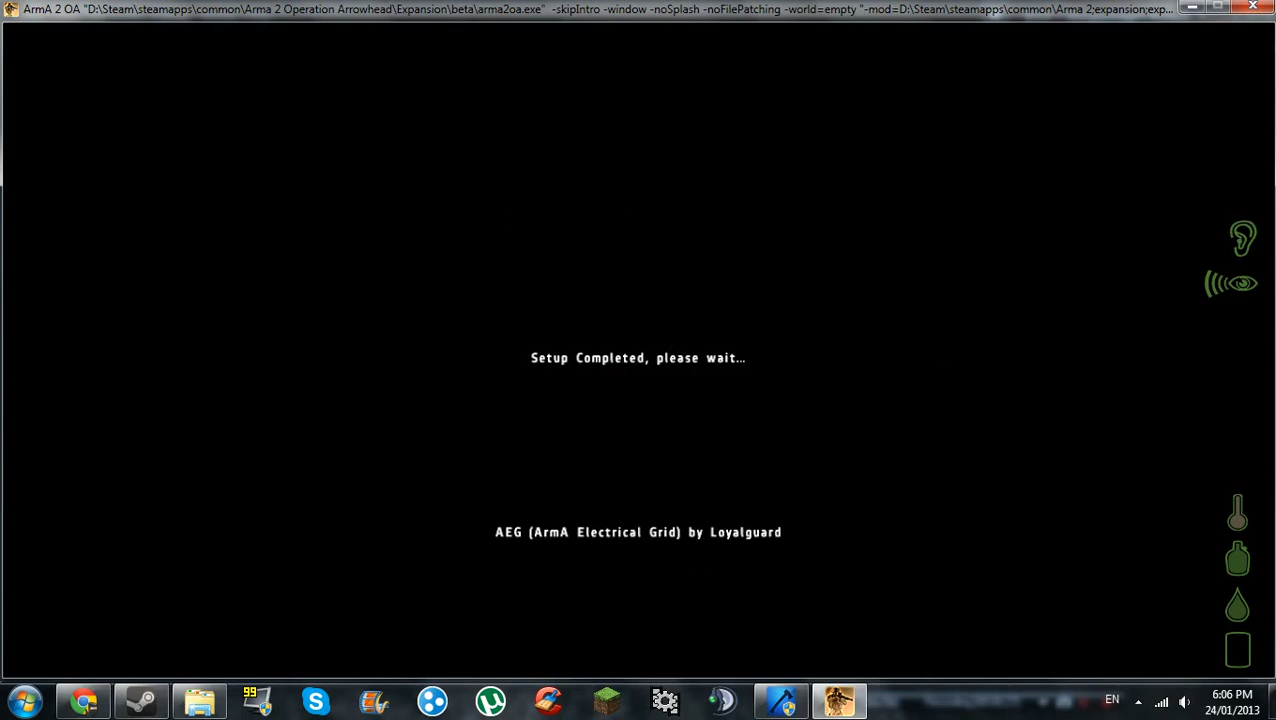 ArmA 2 OA "D:\Steam\steamapps\common\Arma 2 Operation Arrowhead\Expansion\beta\arma2oa.exe" -skipIntro -window -noSplash -noFilePatching -world=empty "-mod=D:\Steam\steamapps\common\Arma 2;expansion;exp...
Setup Completed, please wait...
AEG (ArmA Electrical Grid) by Loyalguard
99
EN
6:06 PM
24/01/2013